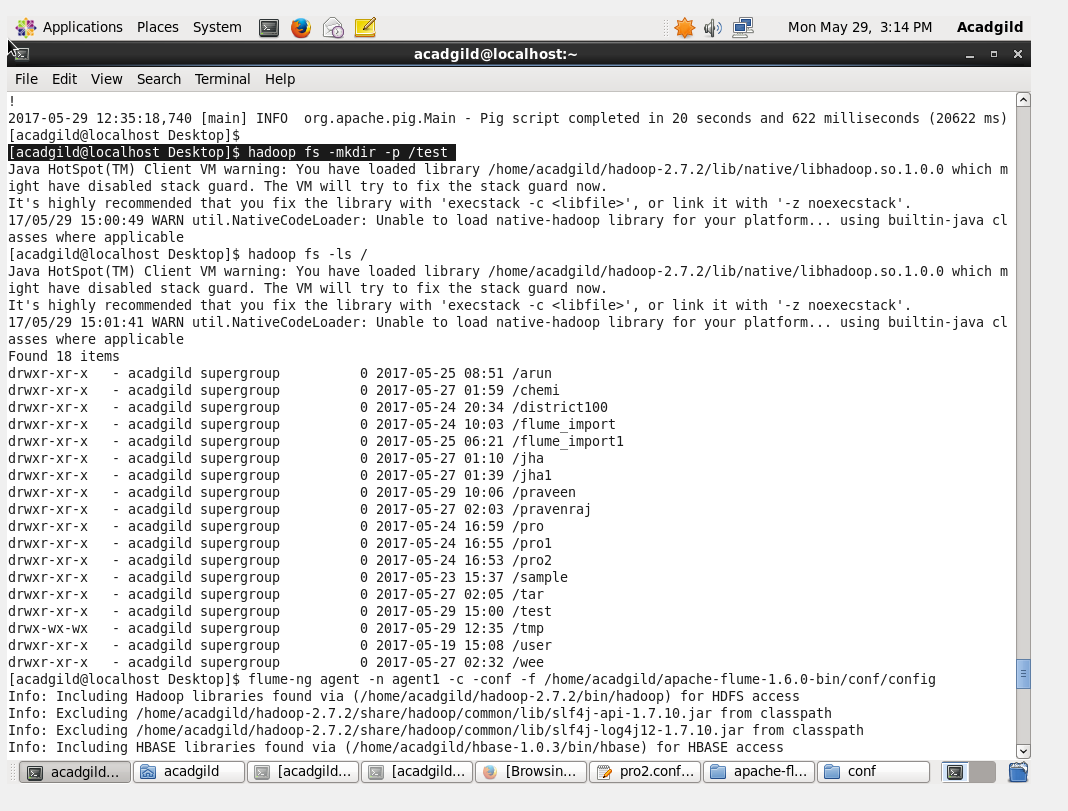 Applications Places System Mon May 29, 3:14 PM Acadgild
acadgild@localhost:~
File Edit View Search Terminal Help
!
2017-05-29 12:35:18,740 [main] INFO  org.apache.pig.Main - Pig script completed in 20 seconds and 622 milliseconds (20622 ms)
[acadgild@localhost Desktop]$
[acadgild@localhost Desktop]$ hadoop fs -mkdir -p /test
Java HotSpot(TM) Client VM warning: You have loaded library /home/acadgild/hadoop-2.7.2/lib/native/libhadoop.so.1.0.0 which m
ight have disabled stack guard. The VM will try to fix the stack guard now.
It's highly recommended that you fix the library with 'execstack -c <libfile>', or link it with '-z noexecstack'.
17/05/29 15:00:49 WARN util.NativeCodeLoader: Unable to load native-hadoop library for your platform... using builtin-java cl
asses where applicable
[acadgild@localhost Desktop]$ hadoop fs -ls /
Java HotSpot(TM) Client VM warning: You have loaded library /home/acadgild/hadoop-2.7.2/lib/native/libhadoop.so.1.0.0 which m
ight have disabled stack guard. The VM will try to fix the stack guard now.
It's highly recommended that you fix the library with 'execstack -c <libfile>', or link it with '-z noexecstack'.
17/05/29 15:01:41 WARN util.NativeCodeLoader: Unable to load native-hadoop library for your platform... using builtin-java cl
asses where applicable
Found 18 items
drwxr-xr-x   - acadgild supergroup          0 2017-05-25 08:51 /arun
drwxr-xr-x   - acadgild supergroup          0 2017-05-27 01:59 /chemi
drwxr-xr-x   - acadgild supergroup          0 2017-05-24 20:34 /district100
drwxr-xr-x   - acadgild supergroup          0 2017-05-24 10:03 /flume_import
drwxr-xr-x   - acadgild supergroup          0 2017-05-25 06:21 /flume_import1
drwxr-xr-x   - acadgild supergroup          0 2017-05-27 01:10 /jha
drwxr-xr-x   - acadgild supergroup          0 2017-05-27 01:39 /jha1
drwxr-xr-x   - acadgild supergroup          0 2017-05-29 10:06 /praveen
drwxr-xr-x   - acadgild supergroup          0 2017-05-27 02:03 /pravenraj
drwxr-xr-x   - acadgild supergroup          0 2017-05-24 16:59 /pro
drwxr-xr-x   - acadgild supergroup          0 2017-05-24 16:55 /pro1
drwxr-xr-x   - acadgild supergroup          0 2017-05-24 16:53 /pro2
drwxr-xr-x   - acadgild supergroup          0 2017-05-23 15:37 /sample
drwxr-xr-x   - acadgild supergroup          0 2017-05-27 02:05 /tar
drwxr-xr-x   - acadgild supergroup          0 2017-05-29 15:00 /test
drwx-wx-wx   - acadgild supergroup          0 2017-05-29 12:35 /tmp
drwxr-xr-x   - acadgild supergroup          0 2017-05-19 15:08 /user
drwxr-xr-x   - acadgild supergroup          0 2017-05-27 02:32 /wee
[acadgild@localhost Desktop]$ flume-ng agent -n agent1 -c -conf -f /home/acadgild/apache-flume-1.6.0-bin/conf/config
Info: Including Hadoop libraries found via (/home/acadgild/hadoop-2.7.2/bin/hadoop) for HDFS access
Info: Excluding /home/acadgild/hadoop-2.7.2/share/hadoop/common/lib/slf4j-api-1.7.10.jar from classpath
Info: Excluding /home/acadgild/hadoop-2.7.2/share/hadoop/common/lib/slf4j-log4j12-1.7.10.jar from classpath
Info: Including HBASE libraries found via (/home/acadgild/hbase-1.0.3/bin/hbase) for HBASE access
acadgild... acadgild [acadgild... [acadgild... [Browsin... pro2.conf... apache-fl... conf